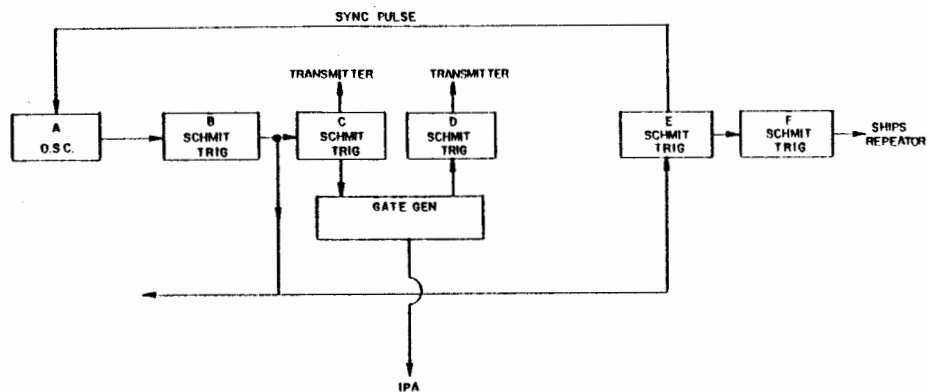 SYNC PULSE
TRANSMITTER
TRANSMITTER
A
O.S.C.
B
SCHMIT
TRIG
C
SCHMIT
TRIG
D
SCHMIT
TRIG
E
SCHMIT
TRIG
F
SCHMIT
TRIG
SHIPS
REPEATOR
GATE GEN
IPA